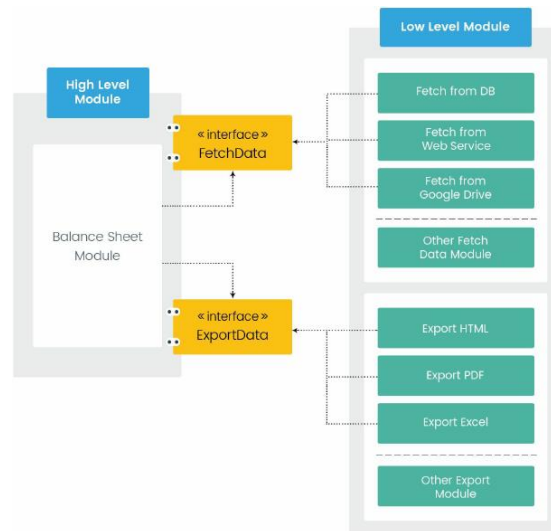 High Level
Module
Balance Sheet
Module
« interface »
FetchData
« interface »
ExportData
Low Level Module
Fetch from DB
Fetch from
Web Service
Fetch from
Google Drive
Other Fetch
Data Module
Export HTML
Export PDF
Export Excel
Other Export
Module